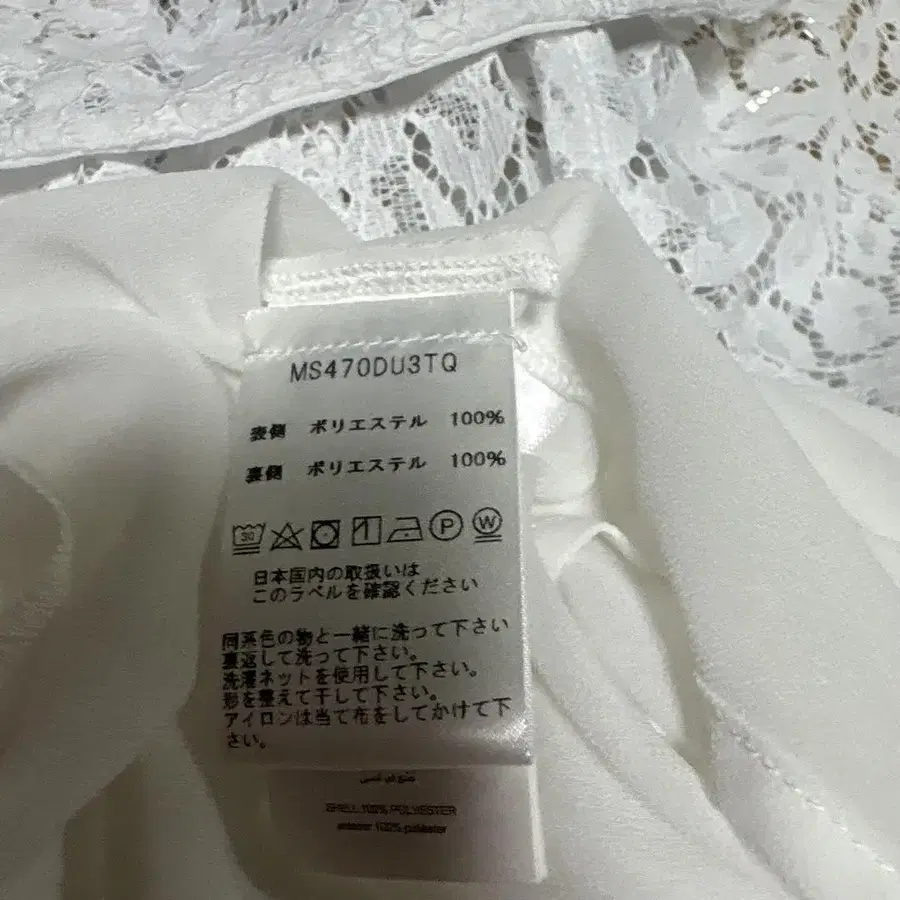 MS470DU3TQ
表側 ポリエステル 100%
裏側 ポリエステル 100%
30 P W
日本国内の取扱いは
このラベルを確認ください
同系色の物と一緒に洗って下さい
裏返して洗って下さい。
洗濯ネットを使用して下さい。
形を整えて干して下さい。
アイロンは当て布をしてかけて下
さい。
SHELL 100% POLYESTER
100% polyester